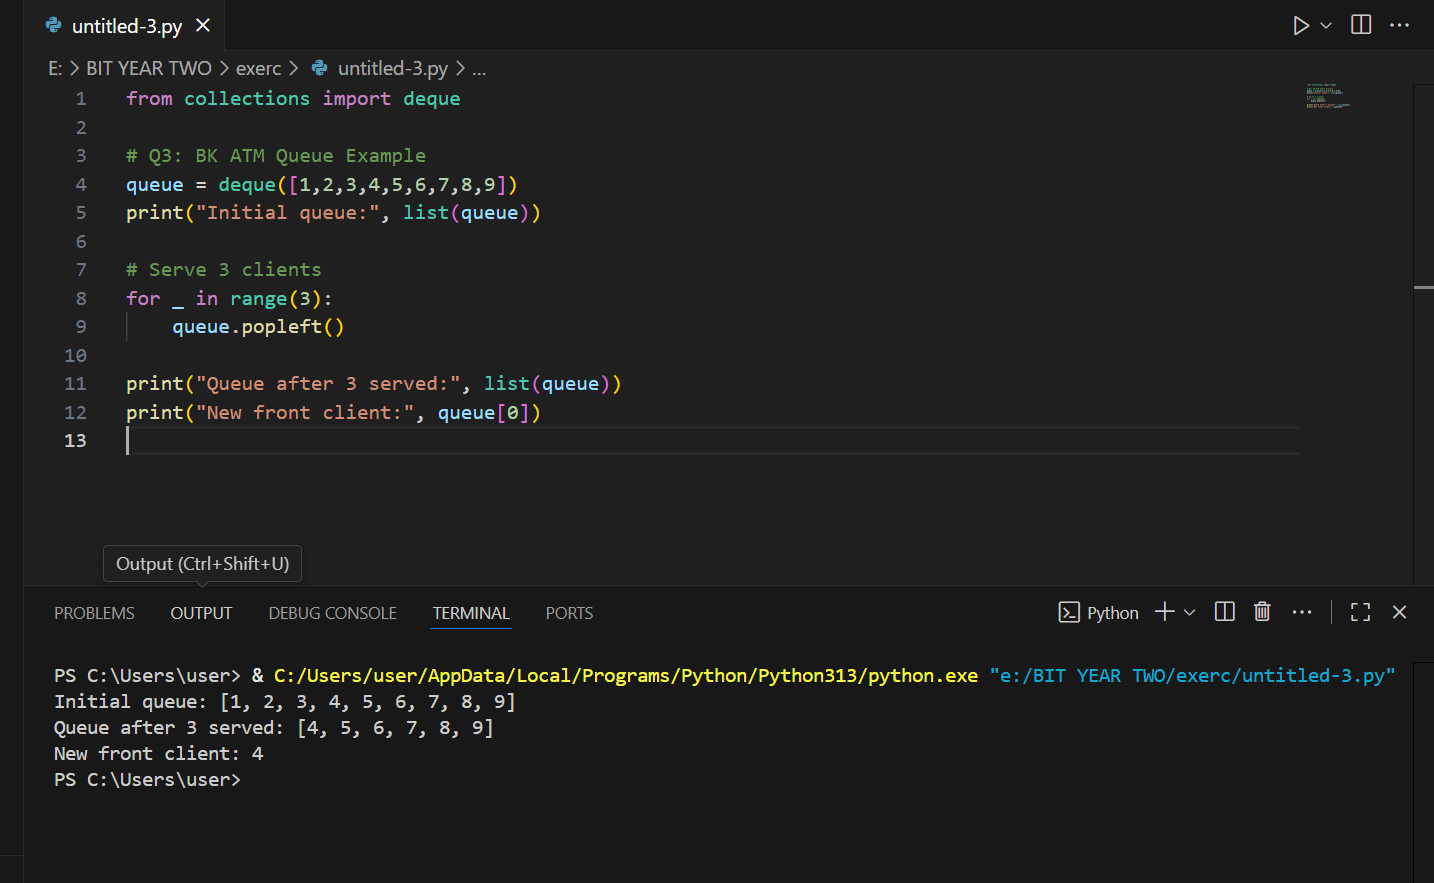 untitled-3.py
E: > BIT YEAR TWO > exerc > untitled-3.py > ...
1 from collections import deque
2
3 # Q3: BK ATM Queue Example
4 queue = deque([1,2,3,4,5,6,7,8,9])
5 print("Initial queue:", list(queue))
6
7 # Serve 3 clients
8 for _ in range(3):
9     queue.popleft()
10
11 print("Queue after 3 served:", list(queue))
12 print("New front client:", queue[0])
13
Output (Ctrl+Shift+U)
PROBLEMS OUTPUT DEBUG CONSOLE TERMINAL PORTS Python
PS C:\Users\user> & C:/Users/user/AppData/Local/Programs/Python/Python313/python.exe "e:/BIT YEAR TWO/exerc/untitled-3.py"
Initial queue: [1, 2, 3, 4, 5, 6, 7, 8, 9]
Queue after 3 served: [4, 5, 6, 7, 8, 9]
New front client: 4
PS C:\Users\user>